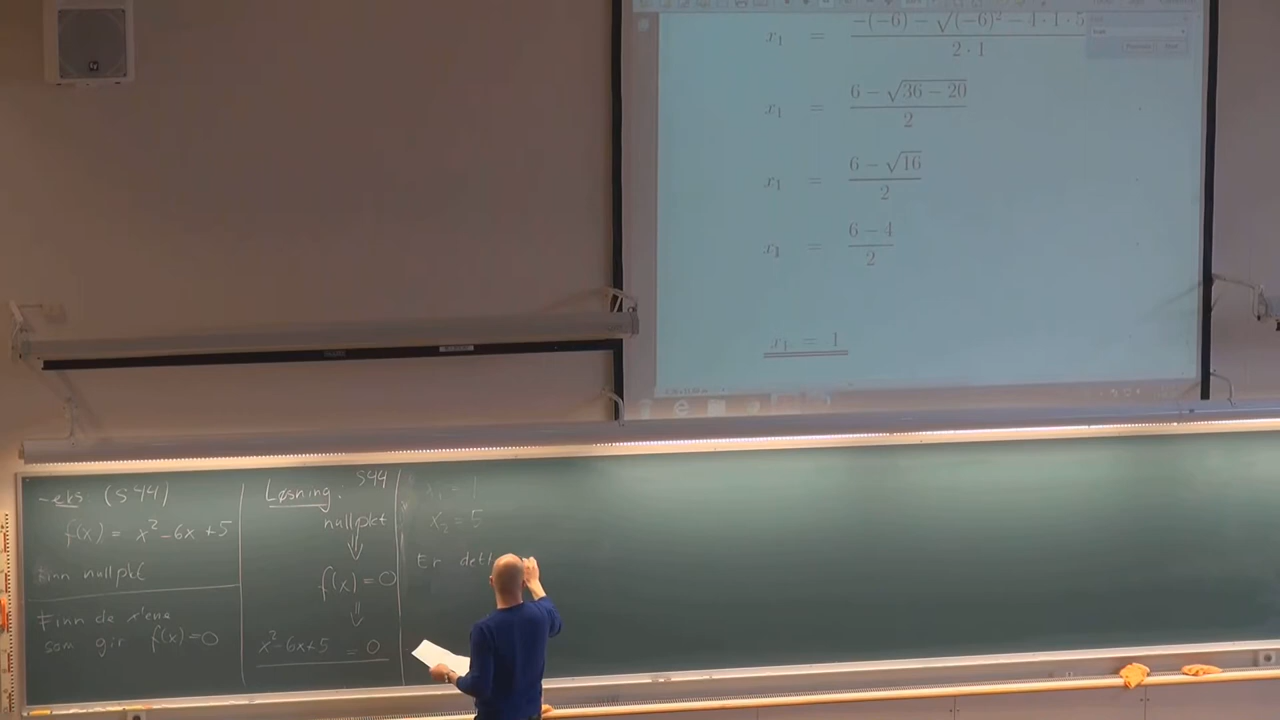 x₁ = -(-6) - √(-6)² - 4 · 1 · 5 / 2 · 1
x₁ = 6 - √36 - 20 / 2
x₁ = 6 - √16 / 2
x₁ = 6 - 4 / 2
x₁ = 1
- eks. (S44)
f(x) = x² - 6x + 5
Finn nullpkt
Finn de x'ene
som gir f(x) = 0
Løsning: S44
nullpkt
⇓
f(x) = 0
⇓
x² - 6x + 5 = 0
x₁ = 1
x₂ = 5
Er